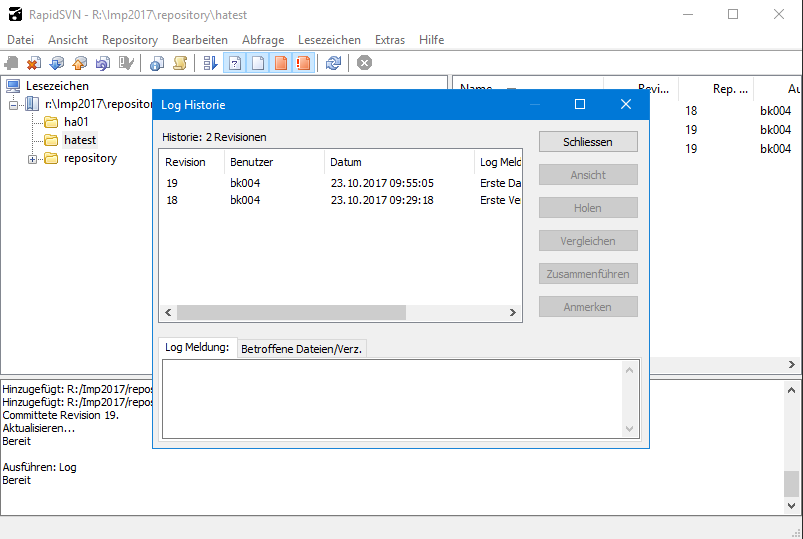 RapidSVN - R:\Imp2017\repository\hatest
Datei Ansicht Repository Bearbeiten Abfrage Lesezeichen Extras Hilfe
Lesezeichen
r:\Imp2017\repositor
ha01
hatest
repository
Name Revi... Rep. ... Au
18 bk004
19 bk004
19 bk004
Log Historie
Historie: 2 Revisionen
Revision Benutzer Datum Log Meld
19 bk004 23.10.2017 09:55:05 Erste Da
18 bk004 23.10.2017 09:29:18 Erste Ve
Schliessen
Ansicht
Holen
Vergleichen
Zusammenführen
Anmerken
Log Meldung: Betroffene Dateien/Verz.
Hinzugefügt: R:/Imp2017/repos
Hinzugefügt: R:/Imp2017/repos
Committete Revision 19.
Aktualisieren...
Bereit
Ausführen: Log
Bereit